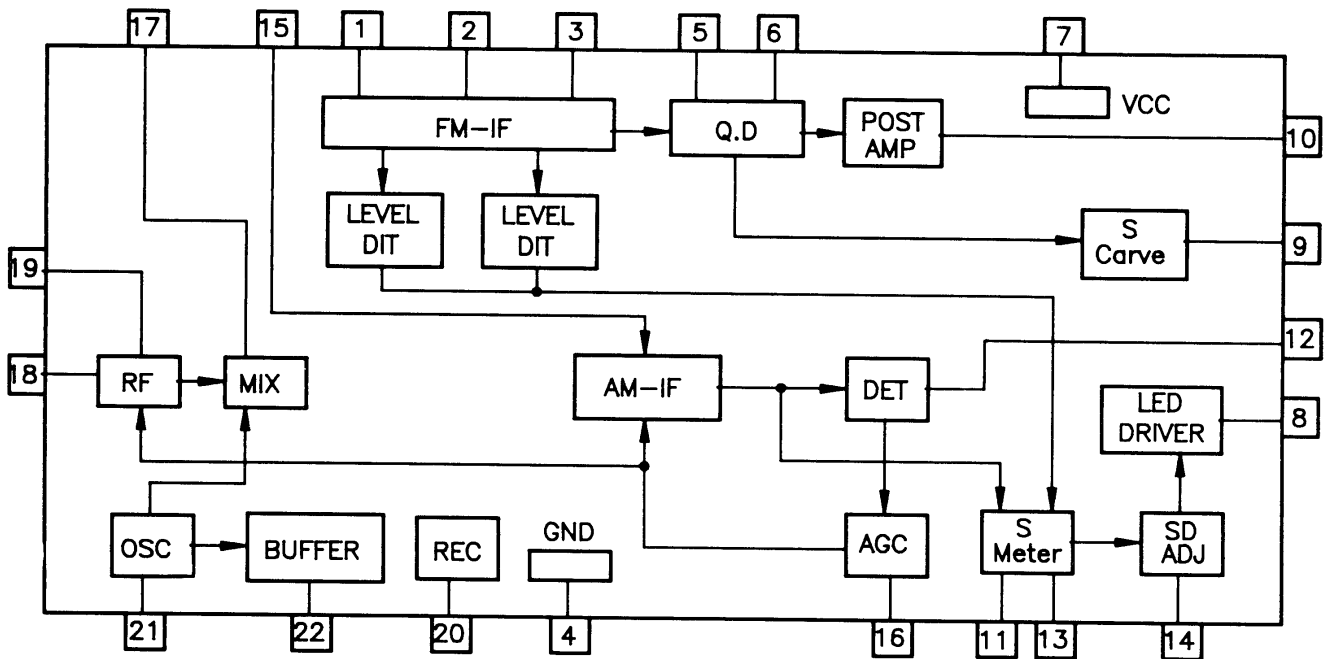 17
15
1
2
3
5
6
7
FM-IF
Q.D
POST
AMP
VCC
10
LEVEL
DIT
LEVEL
DIT
S
Carve
9
19
12
18
RF
MIX
AM-IF
DET
LED
DRIVER
8
OSC
BUFFER
REC
GND
AGC
S
Meter
SD
ADJ
21
22
20
4
16
11
13
14